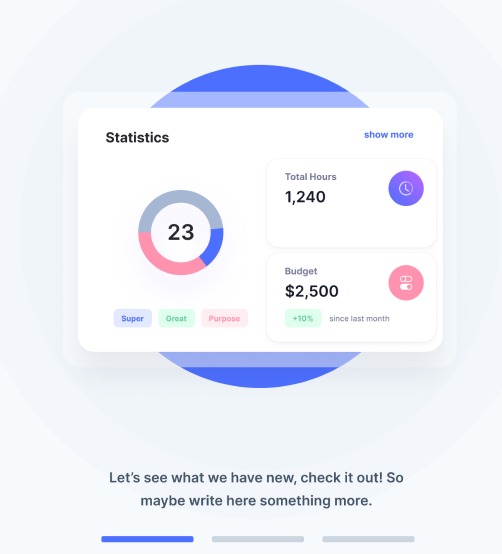 Statistics
show more
23
Super
Great
Purpose
Total Hours
1,240
Budget
$2,500
+10%
since last month
Let's see what we have new, check it out! So
maybe write here something more.